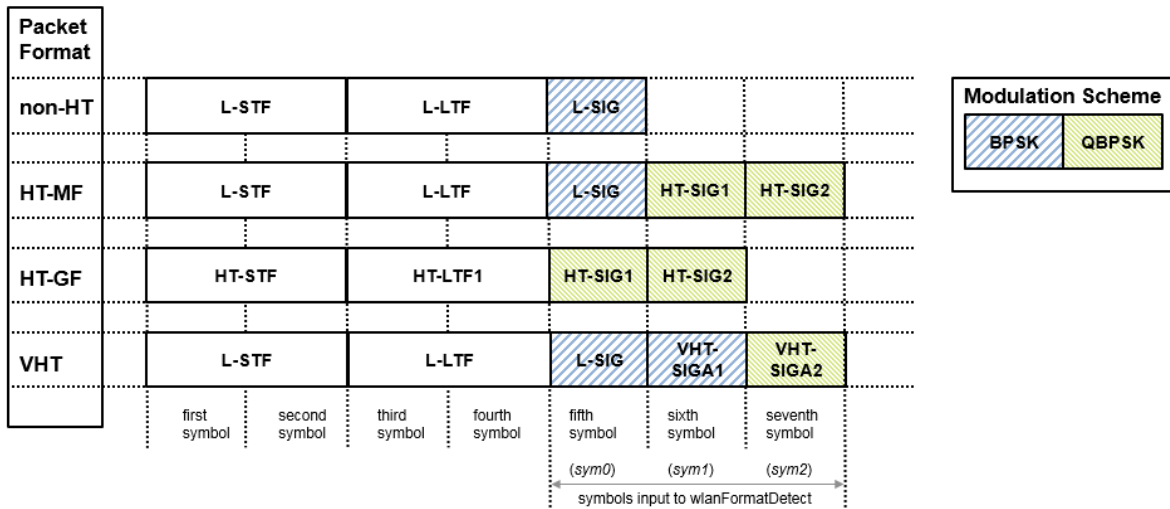 Packet
Format
Modulation Scheme
BPSK QBPSK
non-HT L-STF L-LTF L-SIG
HT-MF L-STF L-LTF L-SIG HT-SIG1 HT-SIG2
HT-GF HT-STF HT-LTF1 HT-SIG1 HT-SIG2
VHT L-STF L-LTF L-SIG VHT-
SIGA1 VHT-
SIGA2
first
symbol
second
symbol
third
symbol
fourth
symbol
fifth
symbol
sixth
symbol
seventh
symbol
(sym0) (sym1) (sym2)
symbols input to wlanFormatDetect